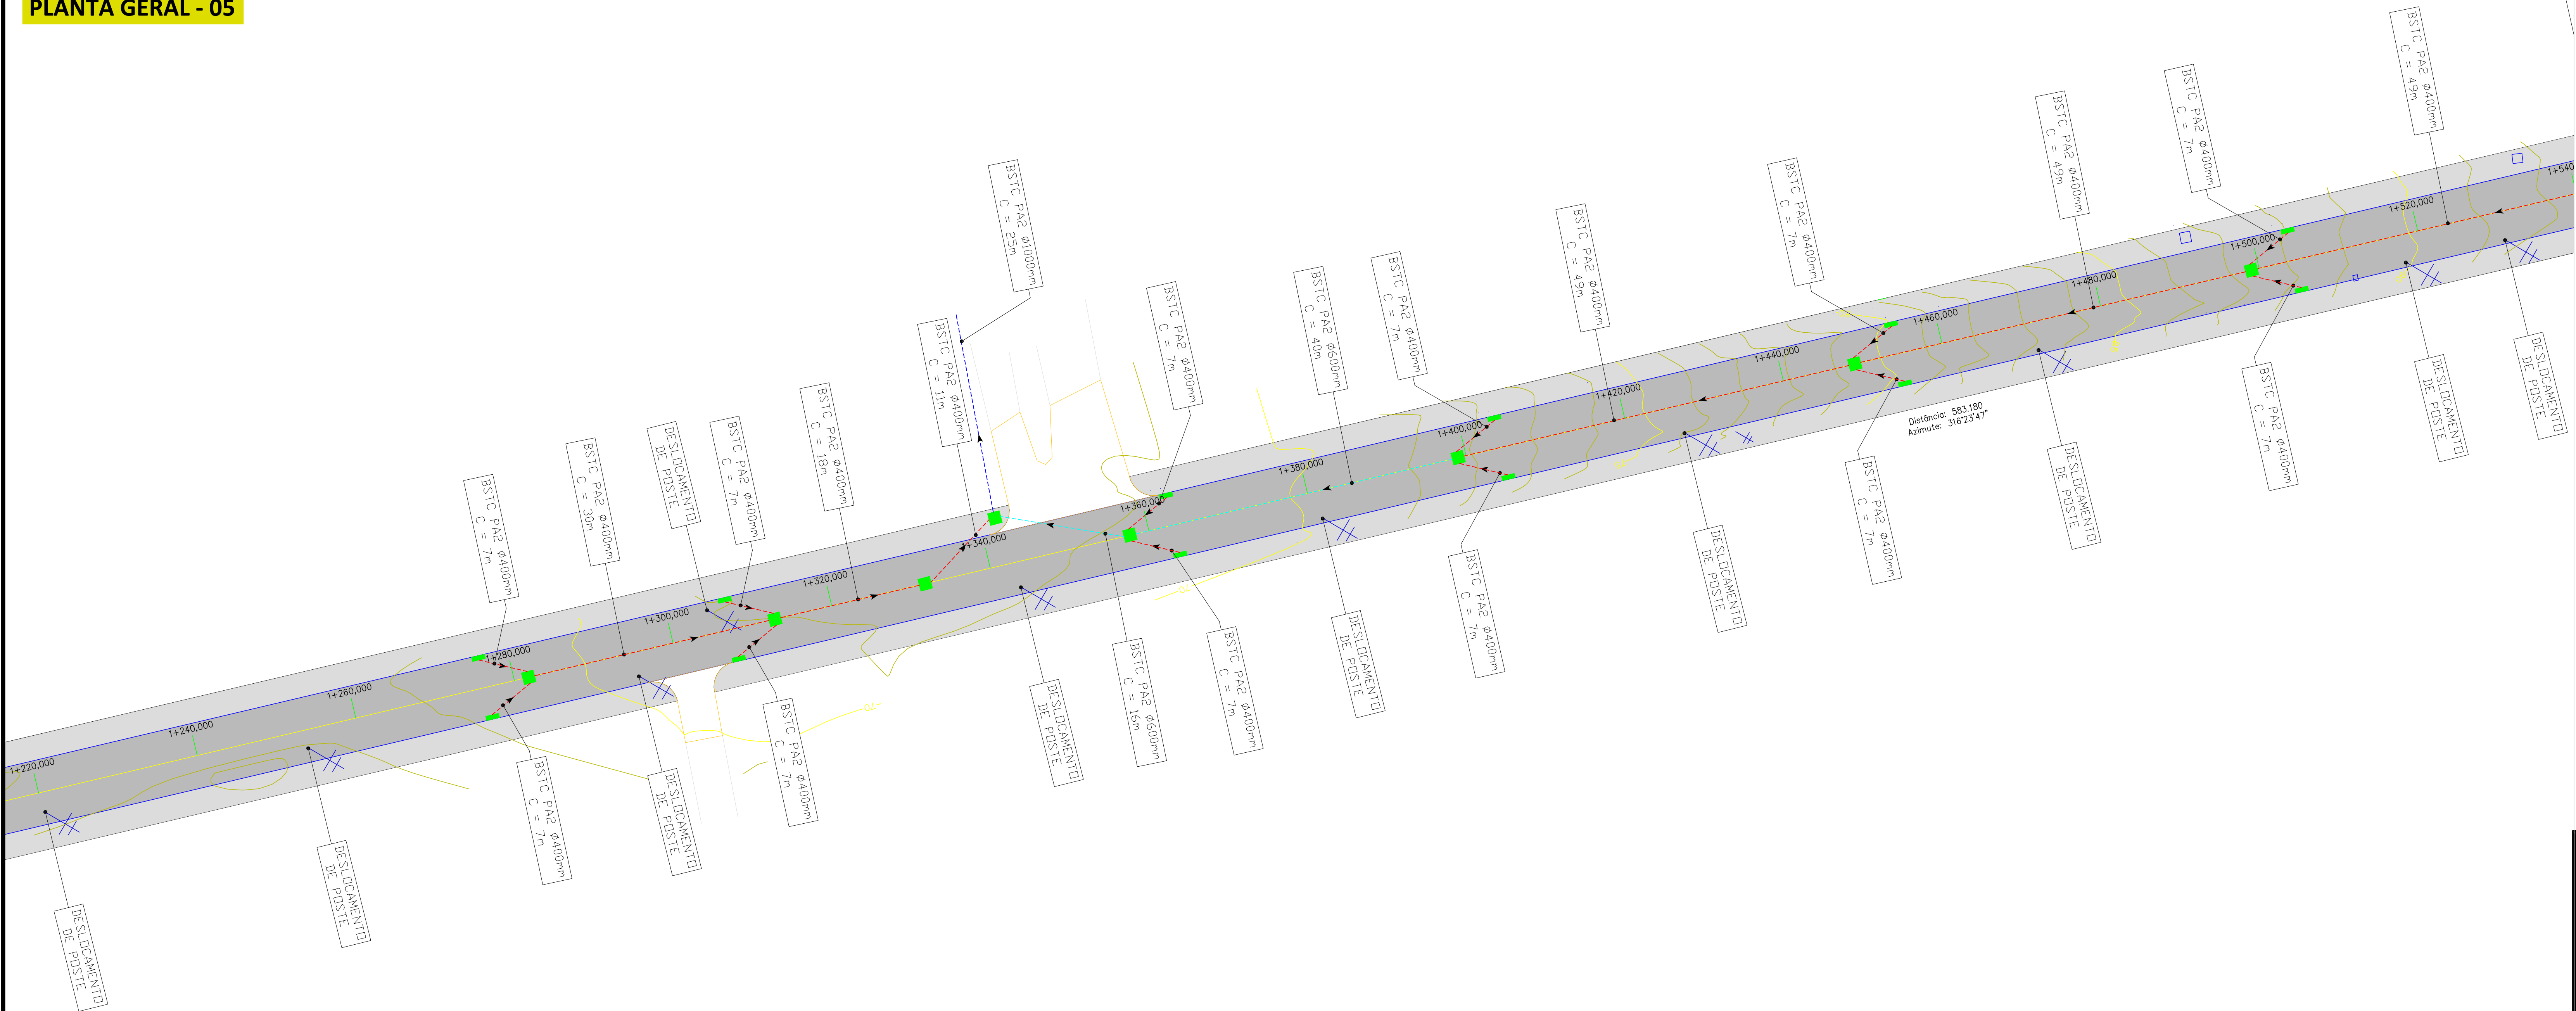 PLANTA GERAL - 05
BSTC PA2 Ø400mm
C = 49m
BSTC PA2 Ø400mm
C = 7m
BSTC PA2 Ø400mm
C = 49m
BSTC PA2 Ø400mm
C = 7m
BSTC PA2 Ø400mm
C = 49m
BSTC PA2 Ø400mm
C = 7m
BSTC PA2 Ø600mm
C = 40m
BSTC PA2 Ø400mm
C = 7m
BSTC PA2 Ø1000mm
C = 25m
BSTC PA2 Ø400mm
C = 11m
BSTC PA2 Ø400mm
C = 18m
BSTC PA2 Ø400mm
C = 7m
DESLOCAMENTO
DE POSTE
BSTC PA2 Ø400mm
C = 30m
BSTC PA2 Ø400mm
C = 7m
1+220,000
1+240,000
1+260,000
1+280,000
1+300,000
1+320,000
1+340,000
1+360,000
1+380,000
1+400,000
1+420,000
1+440,000
1+460,000
1+480,000
1+500,000
1+520,000
1+540
Distância: 583.180
Azimute: 316°23'47"
DESLOCAMENTO
DE POSTE
DESLOCAMENTO
DE POSTE
BSTC PA2 Ø400mm
C = 7m
DESLOCAMENTO
DE POSTE
BSTC PA2 Ø400mm
C = 7m
DESLOCAMENTO
DE POSTE
BSTC PA2 Ø600mm
C = 16m
BSTC PA2 Ø400mm
C = 7m
DESLOCAMENTO
DE POSTE
BSTC PA2 Ø400mm
C = 7m
DESLOCAMENTO
DE POSTE
BSTC PA2 Ø400mm
C = 7m
DESLOCAMENTO
DE POSTE
BSTC PA2 Ø400mm
C = 7m
DESLOCAMENTO
DE POSTE
DESLOCAMENTO
DE POSTE